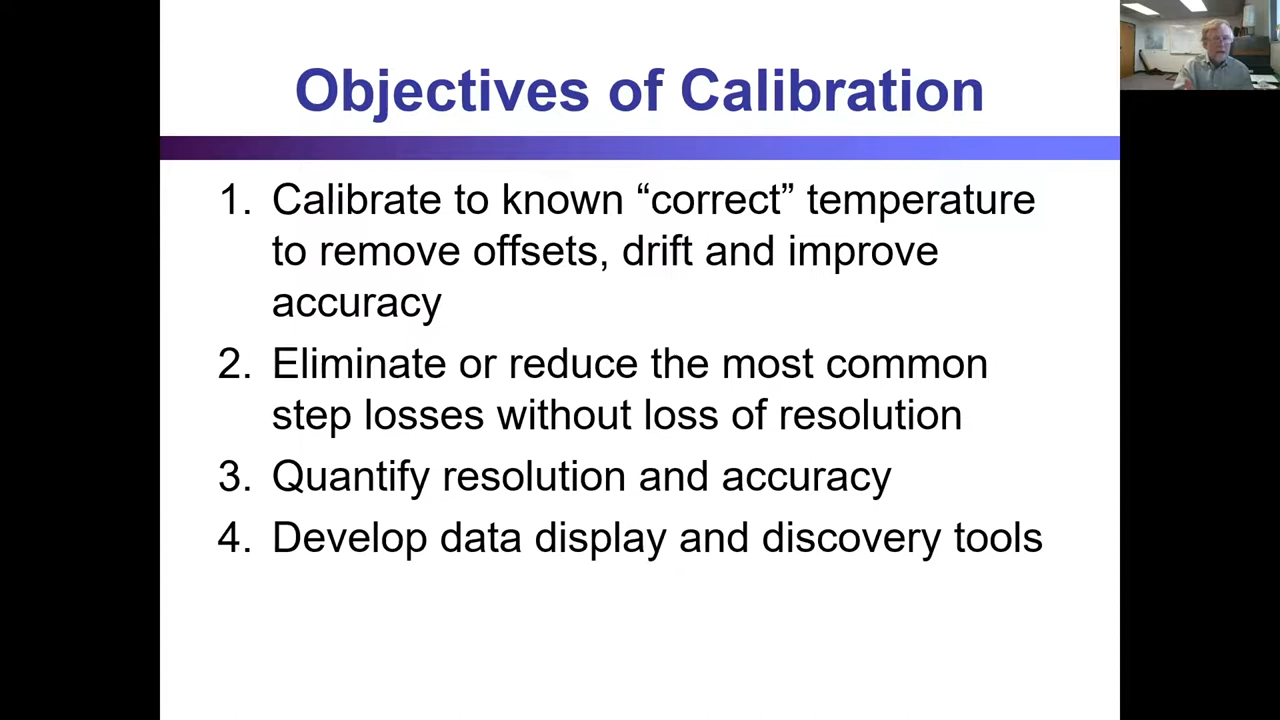 Objectives of Calibration
1. Calibrate to known “correct” temperature
to remove offsets, drift and improve
accuracy
2. Eliminate or reduce the most common
step losses without loss of resolution
3. Quantify resolution and accuracy
4. Develop data display and discovery tools